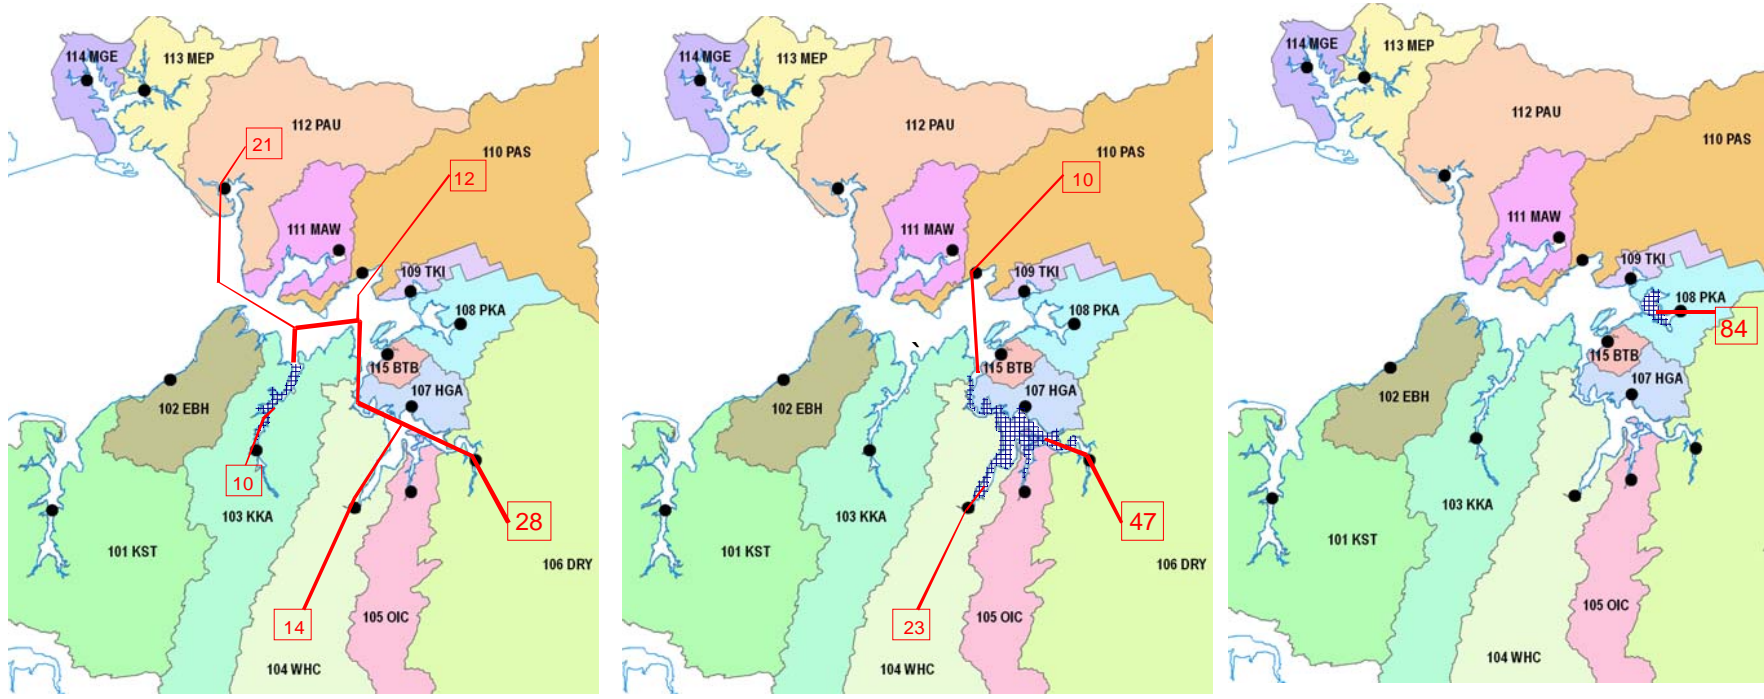 114 MGE
113 MEP
112 PAU
21
110 PAS
12
111 MAW
109 TKI
108 PKA
115 BTB
107 HGA
102 EBH
10
103 KKA
28
101 KST
106 DRY
14
105 OIC
104 WHC
114 MGE
113 MEP
112 PAU
110 PAS
10
111 MAW
109 TKI
108 PKA
`
115 BTB
107 HGA
102 EBH
103 KKA
47
101 KST
106 DRY
23
105 OIC
104 WHC
114 MGE
113 MEP
112 PAU
110 PAS
111 MAW
109 TKI
108 PKA
84
115 BTB
107 HGA
102 EBH
103 KKA
101 KST
106 DRY
105 OIC
104 WHC